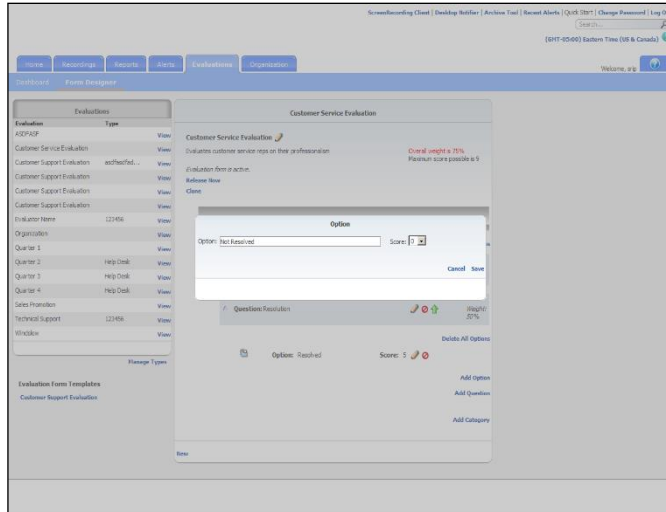 ScreenRecording Client | Desktop Notifier | Archive Tool | Recent Alerts | Quick Start | Change Password | Log
Search...
(GMT-05:00) Eastern Time (US & Canada)
Home Recordings Reports Alerts Evaluations Organization
Welcome,
Dashboard Form Designer
Evaluations
Evaluation Type
ASDFASF View
Customer Service Evaluation View
Customer Support Evaluation View
Customer Support Evaluation View
Customer Support Evaluation View
Customer Support Evaluation View
Evaluator Name 123456 View
Organization View
Quarter 1 View
Quarter 2 Help Desk View
Quarter 3 Help Desk View
Quarter 4 Help Desk View
Sales Promotion View
Technical Support 123456 View
View
Manage Types
Evaluation Form Templates
Customer Support Evaluation
Customer Service Evaluation
Customer Service Evaluation
Evaluates customer service reps on their professionalism
Overall weight is 75%
Maximum score possible is 5
Evaluation form is active.
Release Now
Clone
Option
Option: Not Resolved Score: 0
Cancel Save
Question: Resolution Weight: 50%
Delete All Options
Option: Resolved Score: 5
Add Option
Add Question
Add Category
New